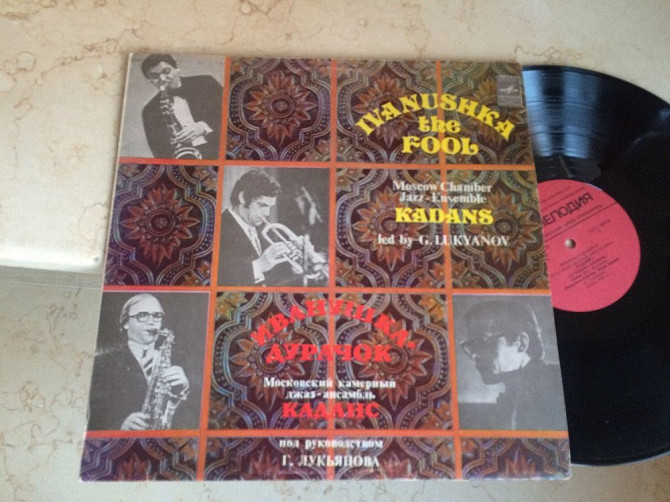 IVANUSHKA
the
FOOL
Moscow Chamber
Jazz-Ensemble
KADANS
led by G. LUKYANOV
ИВАНУШКА-
ДУРАЧОК
Московский камерный
джаз-ансамбль
КАДАНС
под руководством
Г. ЛУКЬЯНОВА
МЕЛОДИЯ